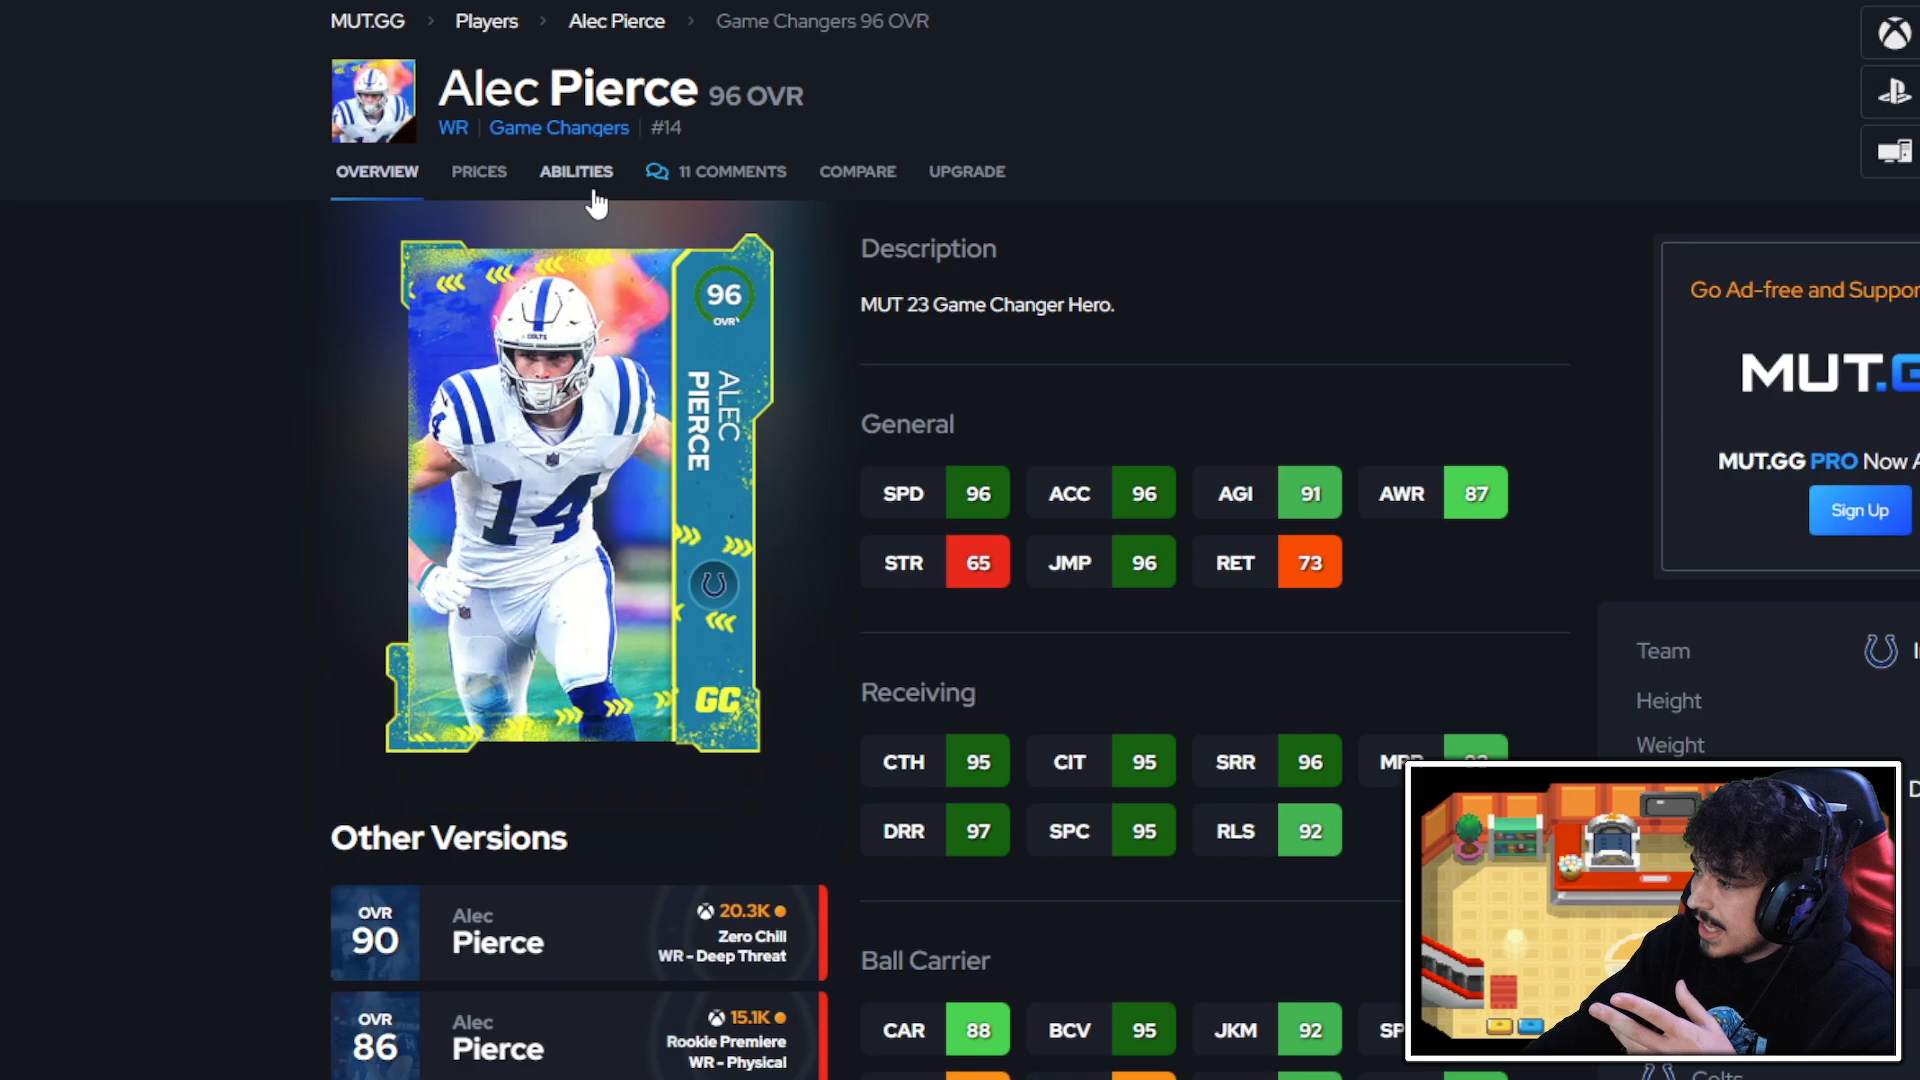 MUT.GG > Players > Alec Pierce > Game Changers 96 OVR
Alec Pierce 96 OVR
WR | Game Changers | #14
OVERVIEW PRICES ABILITIES 11 COMMENTS COMPARE UPGRADE
96
OVR
ALEC
PIERCE
COLTS
14
GC
Description
MUT 23 Game Changer Hero.
General
SPD 96 ACC 96 AGI 91 AWR 87
STR 65 JMP 96 RET 73
Receiving
CTH 95 CIT 95 SRR 96
DRR 97 SPC 95 RLS 92
Ball Carrier
CAR 88 BCV 95 JKM 92
Other Versions
OVR
90
Alec
Pierce
20.3K
Zero Chill
WR - Deep Threat
OVR
86
Alec
Pierce
15.1K
Rookie Premiere
WR - Physical
Go Ad-free and
MUT.
MUT.GG PRO Now
Sign Up
Team
Height
Weight
Colts